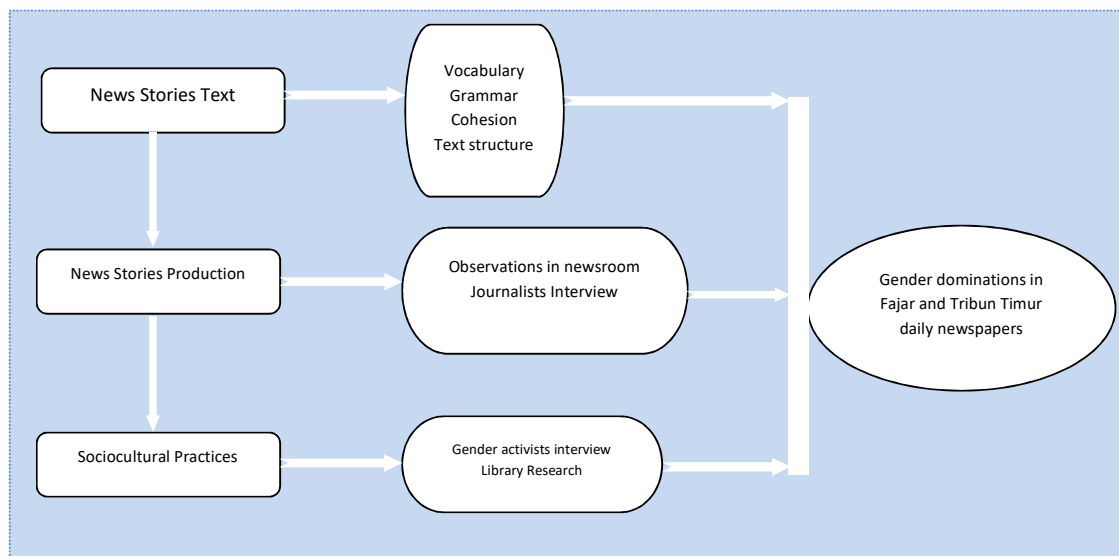 News Stories Text
Vocabulary
Grammar
Cohesion
Text structure
News Stories Production
Observations in newsroom
Journalists Interview
Gender dominations in
Fajar and Tribun Timur
daily newspapers
Sociocultural Practices
Gender activists interview
Library Research